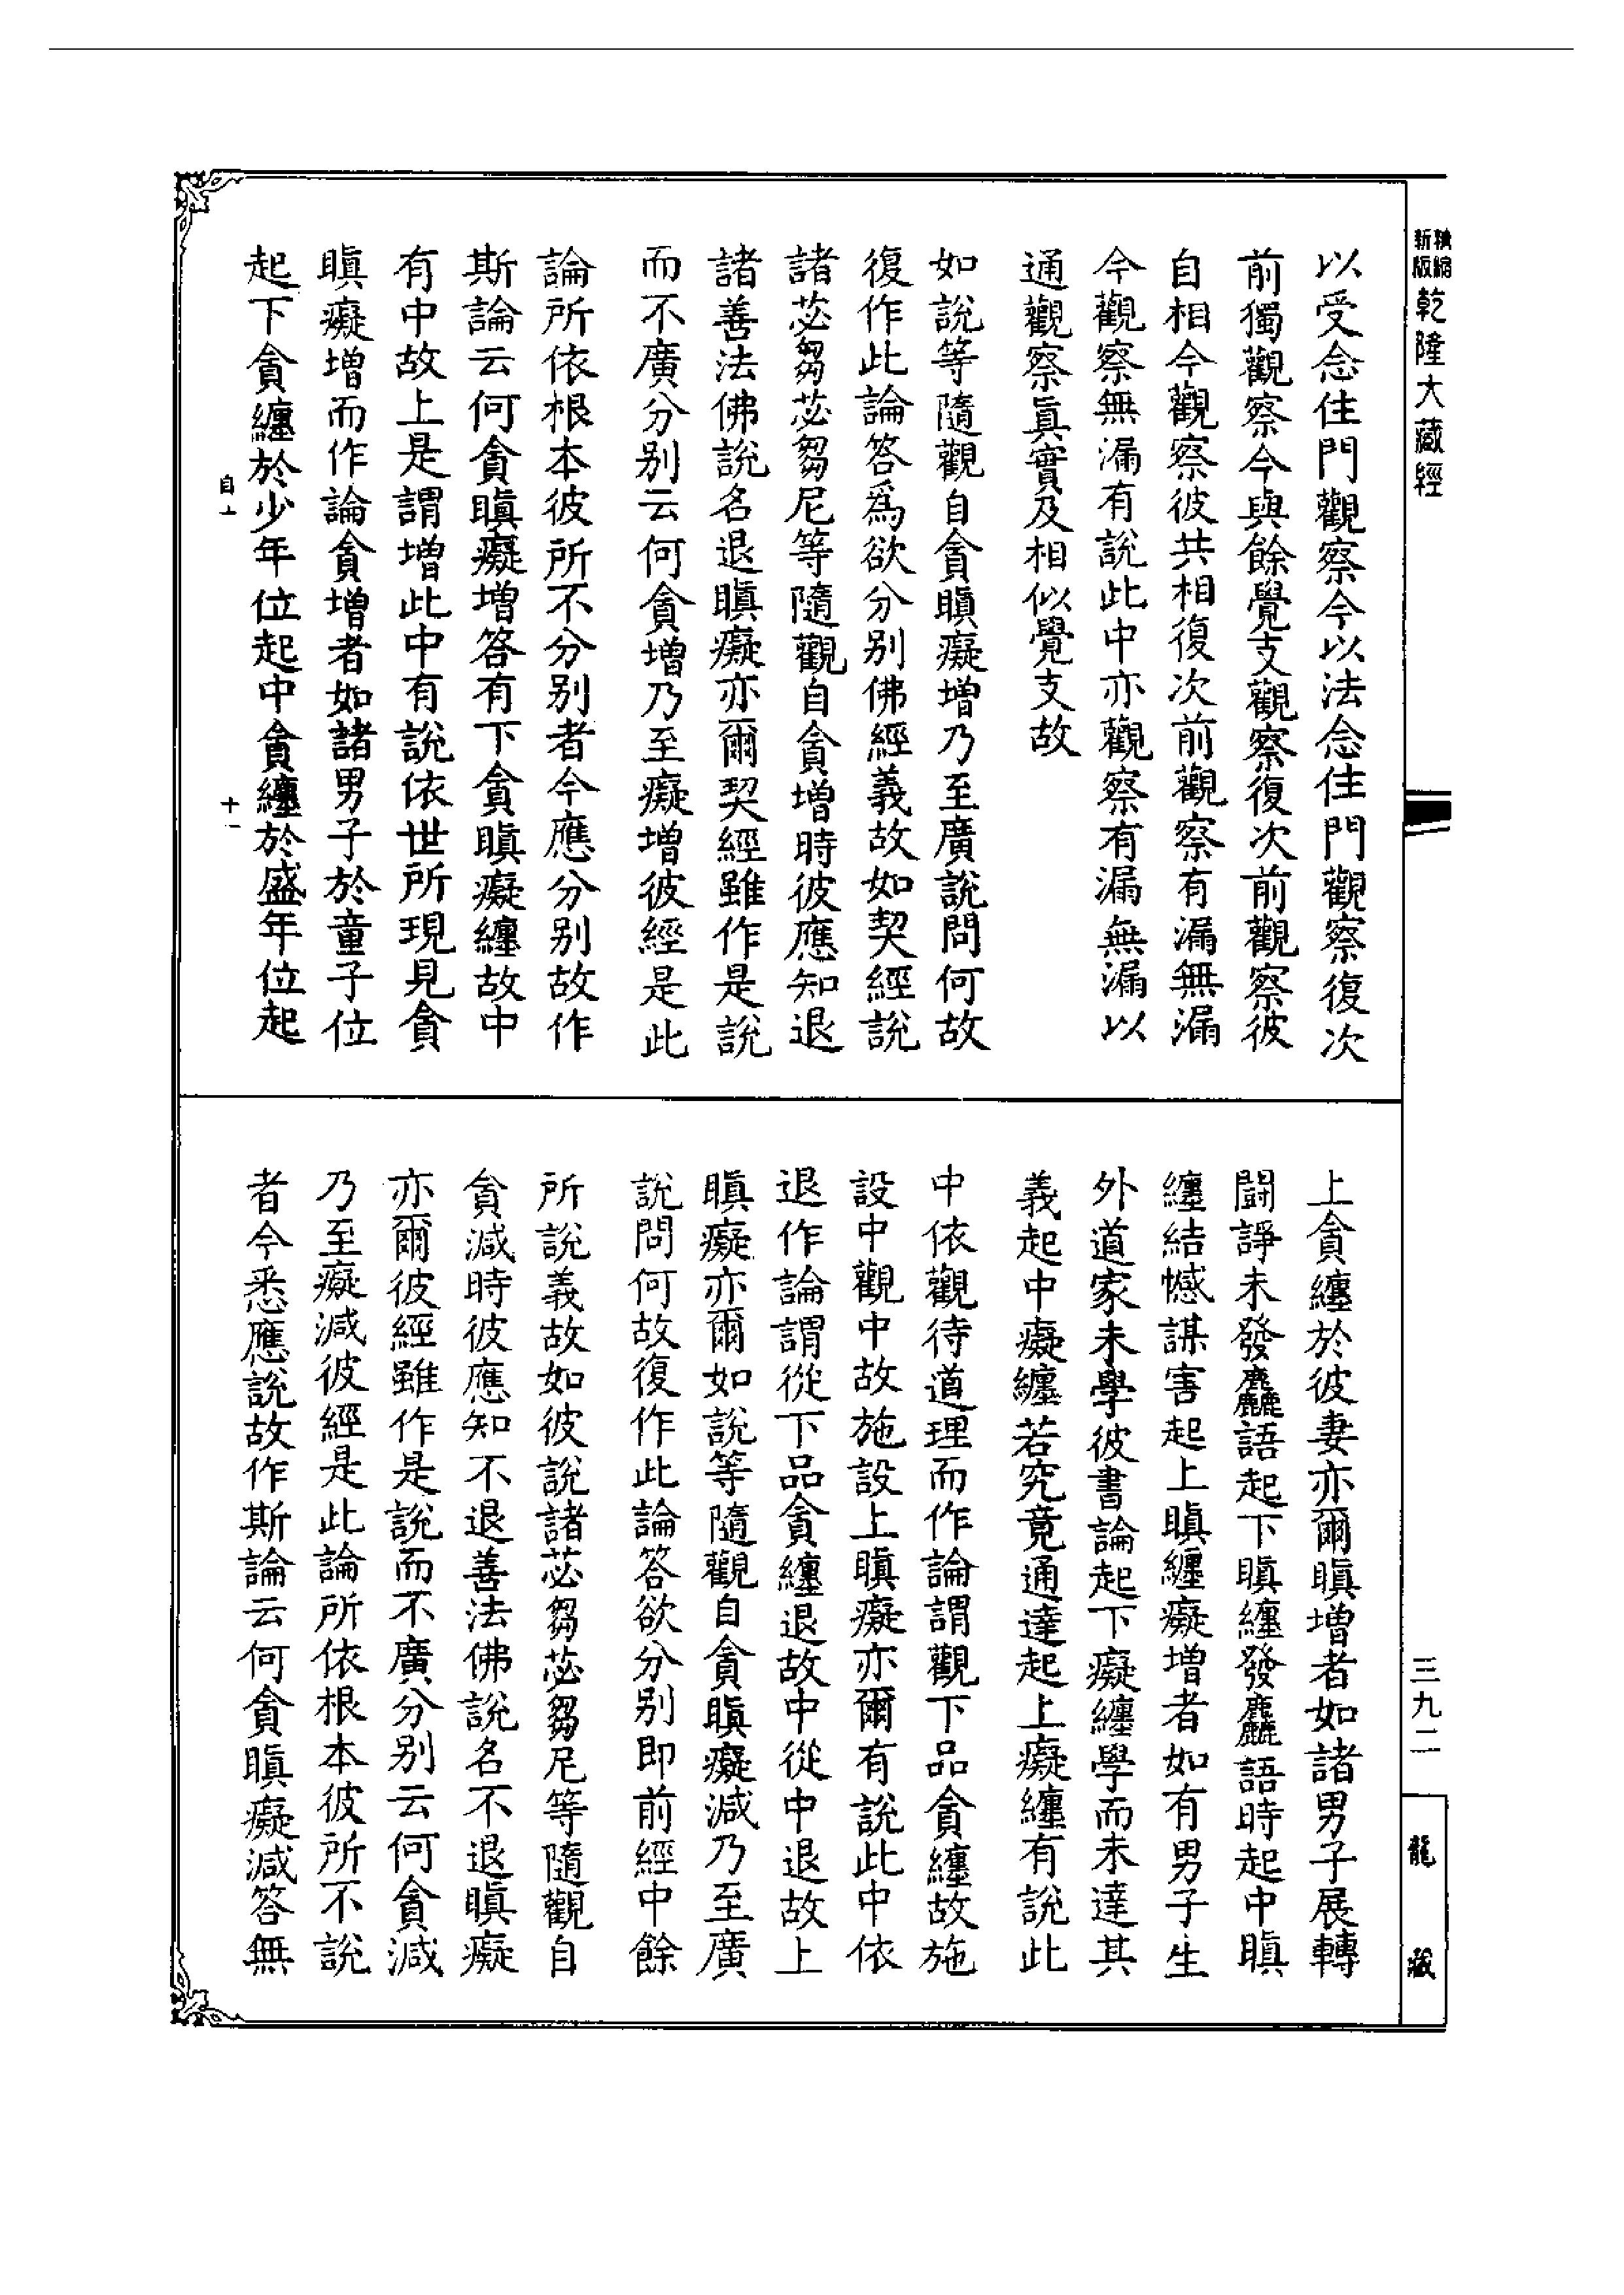 精縮
新版
乾隆大藏經
以受念住門觀察今以法念住門觀察復次
前獨觀察今與餘覺支觀察復次前觀察彼
自相今觀察彼共相復次前觀察有漏無漏
今觀察無漏有說此中亦觀察有漏無漏以
通觀察眞實及相似覺支故
如說等隨觀自貪瞋癡增乃至廣說問何故
復作此論答爲欲分別佛經義故如契經說
諸苾芻苾芻尼等隨觀自貪增時彼應知退
諸善法佛說名退瞋癡亦爾契經雖作是說
而不廣分別云何貪增乃至癡增彼經是此
論所依根本彼所不分別者今應分別故作
斯論云何貪瞋癡增答有下貪瞋癡纏故中
有中故上是謂增此中有說依世所現見貪
瞋癡增而作論貪增者如諸男子於童子位
起下貪纏於少年位起中貪纏於盛年位起
十一
上貪纏於彼妻亦爾瞋增者如諸男子展轉
鬪諍未發麤語起下瞋纏發麤語時起中瞋
纏結憾謀害起上瞋纏癡增者如有男子生
外道家未學彼書論起下癡纏學而未達其
義起中癡纏若究竟通達起上癡纏有說此
中依觀待道理而作論謂觀下品貪纏故施
設中觀中故施設上瞋癡亦爾有說此中依
退作論謂從下品貪纏退故中從中退故上
瞋癡亦爾如說等隨觀自貪瞋癡減乃至廣
說問何故復作此論答欲分別即前經中餘
所說義故如彼說諸苾芻苾芻尼等隨觀自
貪減時彼應知不退善法佛說名不退瞋癡
亦爾彼經雖作是說而不廣分別云何貪減
乃至癡減彼經是此論所依根本彼所不說
者今悉應說故作斯論云何貪瞋癡減答無
三九二
龍藏